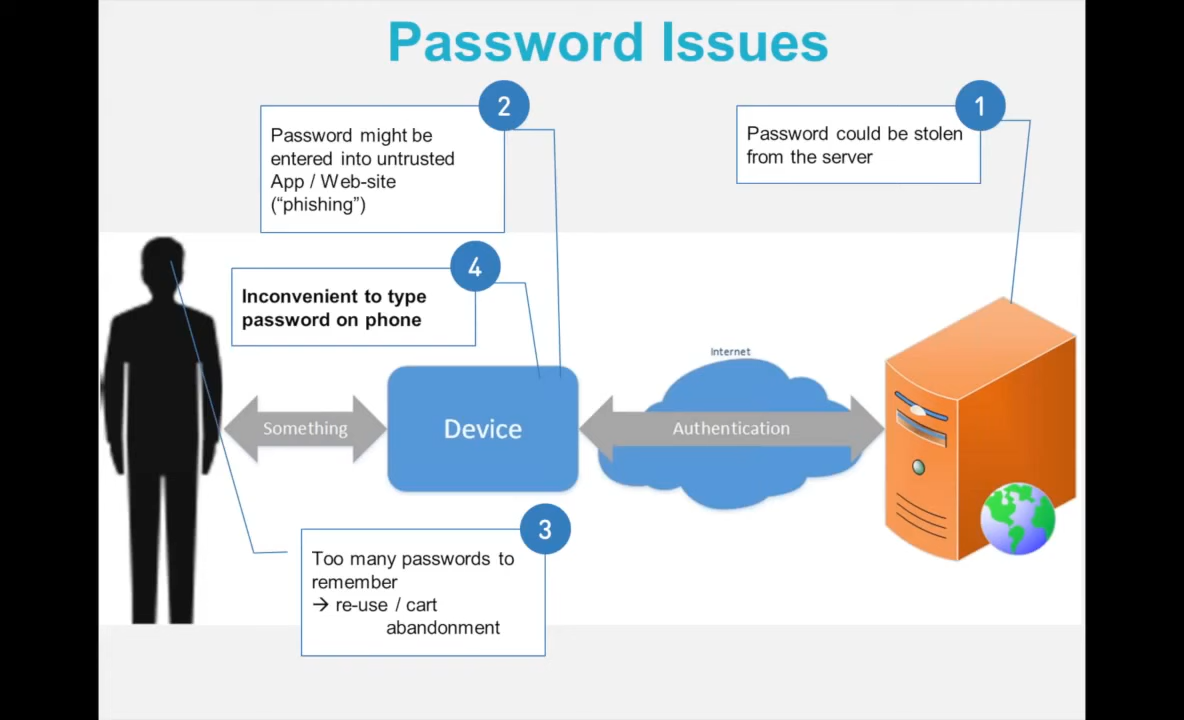 Password Issues
2
Password might be
entered into untrusted
App / Web-site
(“phishing”)
1
Password could be stolen
from the server
4
Inconvenient to type
password on phone
Internet
Something
Device
Authentication
3
Too many passwords to
remember
→ re-use / cart
abandonment